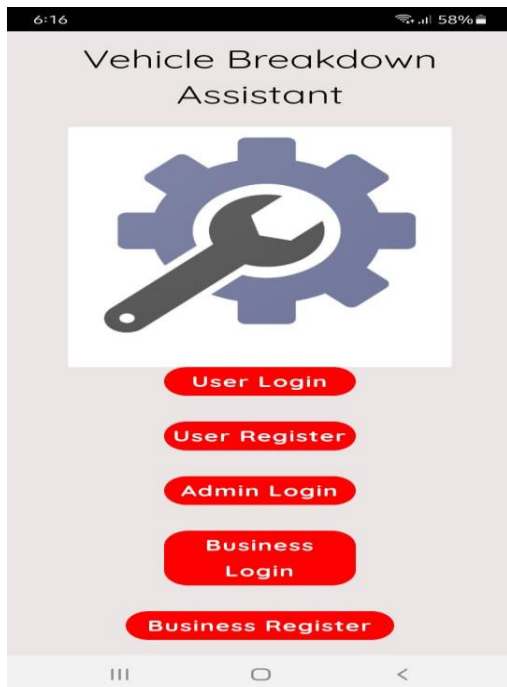 6:16
58%
Vehicle Breakdown
Assistant
User Login
User Register
Admin Login
Business
Login
Business Register